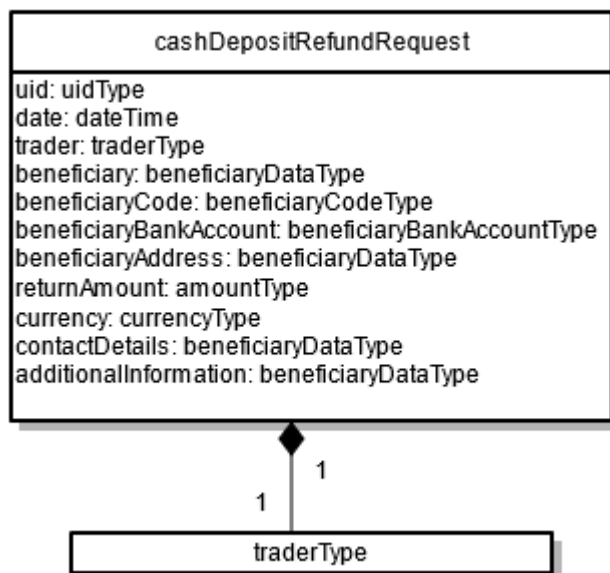 cashDepositRefundRequest
uid: uidType
date: dateTime
trader: traderType
beneficiary: beneficiaryDataType
beneficiaryCode: beneficiaryCodeType
beneficiaryBankAccount: beneficiaryBankAccountType
beneficiaryAddress: beneficiaryDataType
returnAmount: amountType
currency: currencyType
contactDetails: beneficiaryDataType
additionalInformation: beneficiaryDataType
1
1
traderType